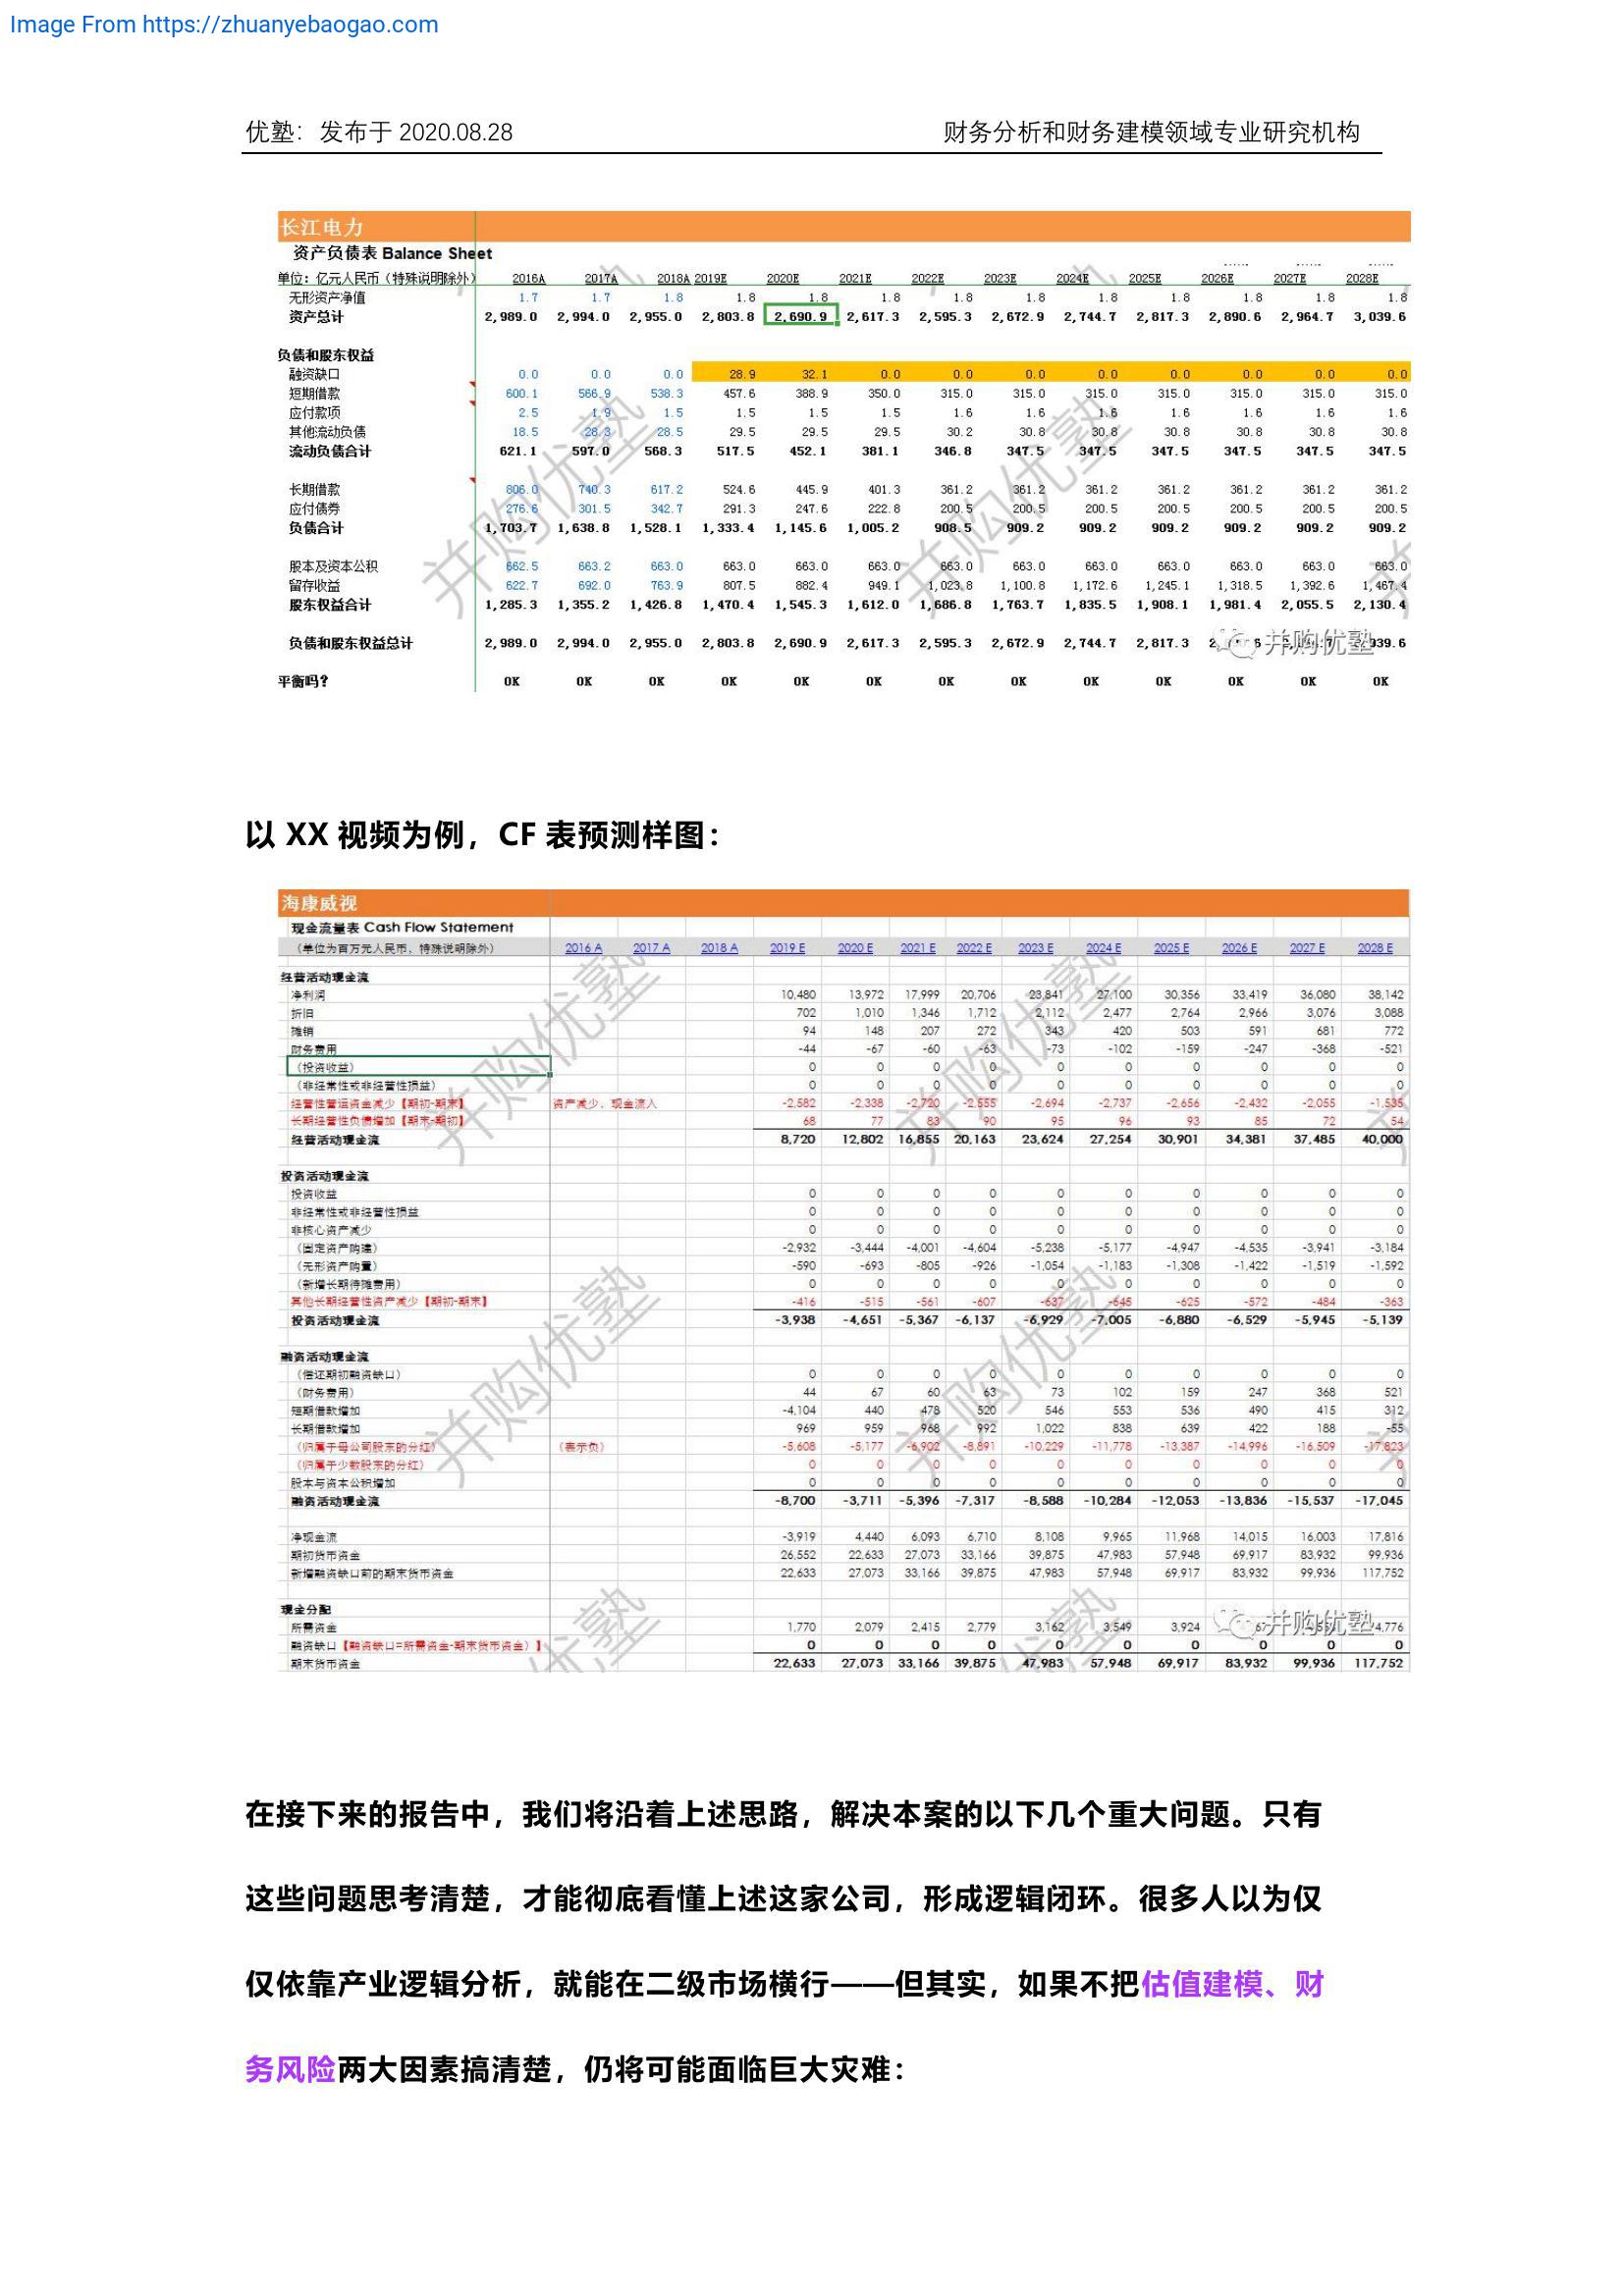 Image From https://zhuanyebaogao.com
优塾：发布于 2020.08.28 财务分析和财务建模领域专业研究机构
长江电力
资产负债表 Balance Sheet
单位：亿元人民币（特殊说明除外） 2016A 2017A 2018A 2019E 2020E 2021E 2022E 2023E 2024E 2025E 2026E 2027E 2028E
无形资产净值 1.7 1.7 1.8 1.8 1.8 1.8 1.8 1.8 1.8 1.8 1.8 1.8 1.8
资产总计 2,989.0 2,994.0 2,955.0 2,803.8 2,690.9 2,617.3 2,595.3 2,672.9 2,744.7 2,817.3 2,890.6 2,964.7 3,039.6
负债和股东权益
融资缺口 0.0 0.0 0.0 28.9 32.1 0.0 0.0 0.0 0.0 0.0 0.0 0.0 0.0
短期借款 600.1 566.9 538.3 457.6 388.9 350.0 315.0 315.0 315.0 315.0 315.0 315.0 315.0
应付款项 2.5 1.9 1.5 1.5 1.5 1.5 1.6 1.6 1.6 1.6 1.6 1.6 1.6
其他流动负债 18.5 28.3 28.5 29.5 29.5 29.5 30.2 30.8 30.8 30.8 30.8 30.8 30.8
流动负债合计 621.1 597.0 568.3 517.5 452.1 381.1 346.8 347.5 347.5 347.5 347.5 347.5 347.5
长期借款 806.0 740.3 617.2 524.6 445.9 401.3 361.2 361.2 361.2 361.2 361.2 361.2 361.2
应付债券 276.6 301.5 342.7 291.3 247.6 222.8 200.5 200.5 200.5 200.5 200.5 200.5 200.5
负债合计 1,703.7 1,638.8 1,528.1 1,333.4 1,145.6 1,005.2 908.5 909.2 909.2 909.2 909.2 909.2 909.2
股本及资本公积 662.5 663.2 663.0 663.0 663.0 663.0 663.0 663.0 663.0 663.0 663.0 663.0 663.0
留存收益 622.7 692.0 763.9 807.5 882.4 949.1 1,023.8 1,100.8 1,172.6 1,245.1 1,318.5 1,392.6 1,467.4
股东权益合计 1,285.3 1,355.2 1,426.8 1,470.4 1,545.3 1,612.0 1,686.8 1,763.7 1,835.5 1,908.1 1,981.4 2,055.5 2,130.4
负债和股东权益总计 2,989.0 2,994.0 2,955.0 2,803.8 2,690.9 2,617.3 2,595.3 2,672.9 2,744.7 2,817.3
并购优塾
平衡吗？ OK OK OK OK OK OK OK OK OK OK OK OK OK
以 XX 视频为例，CF 表预测样图：
海康威视
现金流量表 Cash Flow Statement
（单位为百万元人民币，特殊说明除外） 2016 A 2017 A 2018 A 2019 E 2020 E 2021 E 2022 E 2023 E 2024 E 2025 E 2026 E 2027 E 2028 E
经营活动现金流
净利润 10,480 13,972 17,999 20,706 23,841 27,100 30,356 33,419 36,080 38,142
折旧 702 1,010 1,346 1,712 2,112 2,477 2,764 2,966 3,076 3,088
摊销 94 148 207 272 343 420 503 591 681 772
财务费用 -44 -67 -60 -63 -73 -102 -159 -247 -368 -521
（投资收益） 0 0 0 0 0 0 0 0 0 0
（非经常性或非经营性损益） 0 0 0 0 0 0 0 0 0 0
经营性营运资金减少【期初-期末】 资产减少，现金流入 -2,582 -2,338 -2,720 -2,555 -2,694 -2,737 -2,656 -2,432 -2,055 -1,535
长期经营性负债增加【期末-期初】 68 77 83 90 95 96 93 85 72 54
经营活动现金流 8,720 12,802 16,855 20,163 23,624 27,254 30,901 34,381 37,485 40,000
投资活动现金流
投资收益 0 0 0 0 0 0 0 0 0 0
非经常性或非经营性损益 0 0 0 0 0 0 0 0 0 0
非核心资产减少 0 0 0 0 0 0 0 0 0 0
（固定资产购建） -2,932 -3,444 -4,001 -4,604 -5,238 -5,177 -4,947 -4,535 -3,941 -3,184
（无形资产购置） -590 -693 -805 -926 -1,054 -1,183 -1,308 -1,422 -1,519 -1,592
（新增长期待摊费用） 0 0 0 0 0 0 0 0 0 0
其他长期经营性资产减少【期初-期末】 -416 -515 -561 -607 -637 -645 -625 -572 -484 -363
投资活动现金流 -3,938 -4,651 -5,367 -6,137 -6,929 -7,005 -6,880 -6,529 -5,945 -5,139
融资活动现金流
（偿还期初融资缺口） 0 0 0 0 0 0 0 0 0 0
（财务费用） 44 67 60 63 73 102 159 247 368 521
短期借款增加 -4,104 440 478 520 546 553 536 490 415 312
长期借款增加 969 959 968 992 1,022 838 639 422 188 -55
（归属于母公司股东的分红） （表示负） -5,608 -5,177 -6,902 -8,891 -10,229 -11,778 -13,387 -14,996 -16,509 -17,823
（归属于少数股东的分红） 0 0 0 0 0 0 0 0 0 0
股本与资本公积增加 0 0 0 0 0 0 0 0 0 0
融资活动现金流 -8,700 -3,711 -5,396 -7,317 -8,588 -10,284 -12,053 -13,836 -15,537 -17,045
净现金流 -3,919 4,440 6,093 6,710 8,108 9,965 11,968 14,015 16,003 17,816
期初货币资金 26,552 22,633 27,073 33,166 39,875 47,983 57,948 69,917 83,932 99,936
新增融资缺口前的期末货币资金 22,633 27,073 33,166 39,875 47,983 57,948 69,917 83,932 99,936 117,752
现金分配
所需资金 1,770 2,079 2,415 2,779 3,162 3,549 3,924
并购优塾
融资缺口【融资缺口=所需资金-期末货币资金）】 0 0 0 0 0 0 0 0 0 0
期末货币资金 22,633 27,073 33,166 39,875 47,983 57,948 69,917 83,932 99,936 117,752
在接下来的报告中，我们将沿着上述思路，解决本案的以下几个重大问题。只有
这些问题思考清楚，才能彻底看懂上述这家公司，形成逻辑闭环。很多人以为仅
仅依靠产业逻辑分析，就能在二级市场横行——但其实，如果不把估值建模、财
务风险两大因素搞清楚，仍将可能面临巨大灾难：